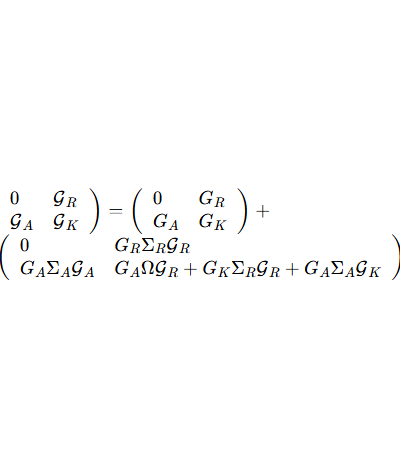 0 𝒢_R
𝒢_A 𝒢_K ) = ( 0 G_R
G_A G_K ) +
( 0 G_RΣ_R𝒢_R
G_AΣ_A𝒢_A G_AΩ𝒢_R + G_KΣ_R𝒢_R + G_AΣ_A𝒢_K )